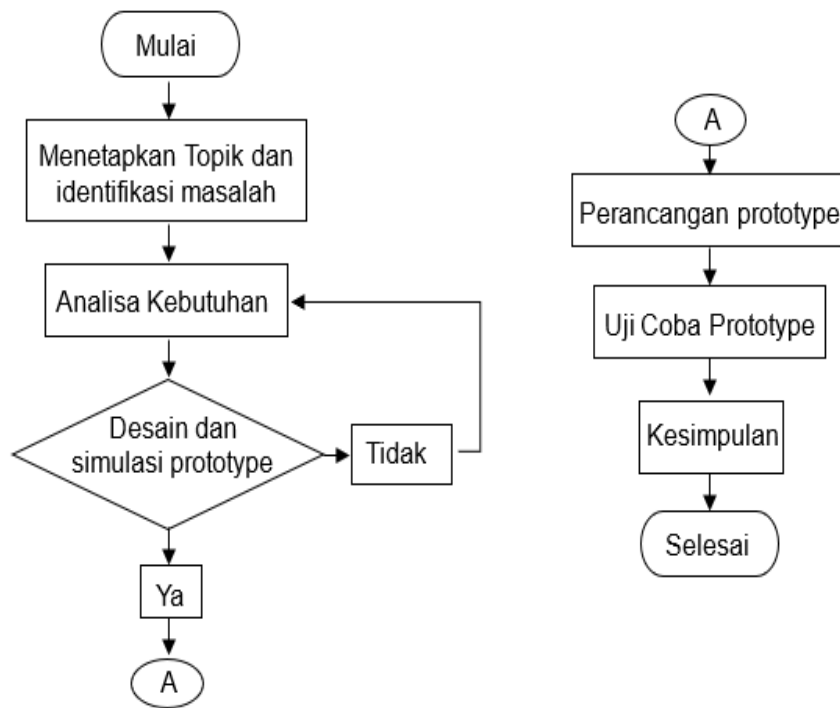 Mulai
Menetapkan Topik dan
identifikasi masalah
Analisa Kebutuhan
Desain dan
simulasi prototype
Tidak
Ya
A
A
Perancangan prototype
Uji Coba Prototype
Kesimpulan
Selesai